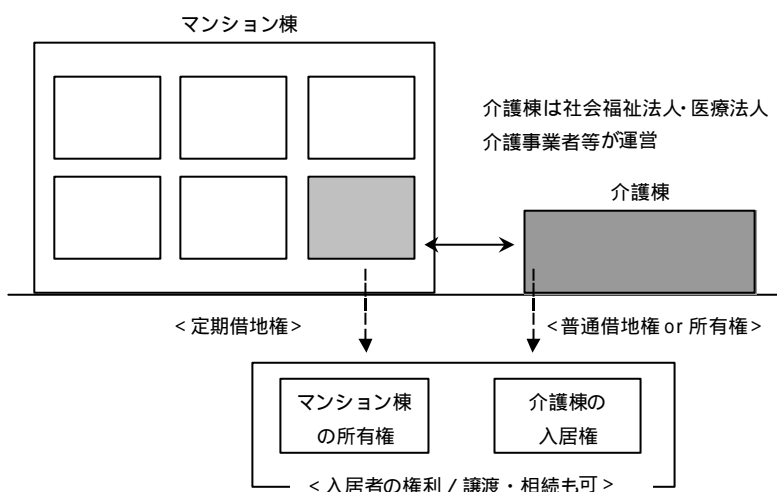 マンション棟
介護棟は社会福祉法人・医療法人
介護事業者等が運営
介護棟
<定期借地権>
<普通借地権 or 所有権>
マンション棟
の所有権
介護棟の
入居権
<入居者の権利 / 譲渡・相続も可>